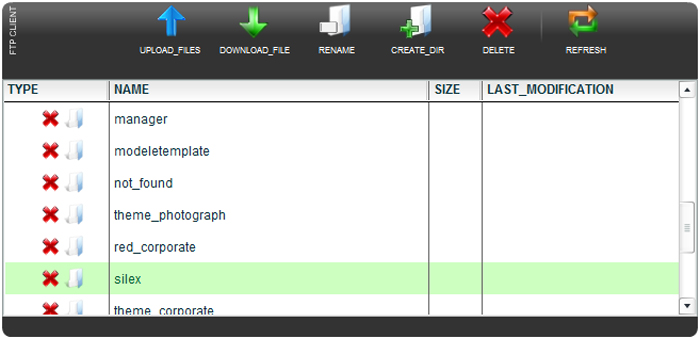 FTP CLIENT
UPLOAD_FILES DOWNLOAD_FILE RENAME CREATE_DIR DELETE REFRESH
TYPE NAME SIZE LAST_MODIFICATION
manager
modeletemplate
not_found
theme_photograph
red_corporate
silex
theme_corporate